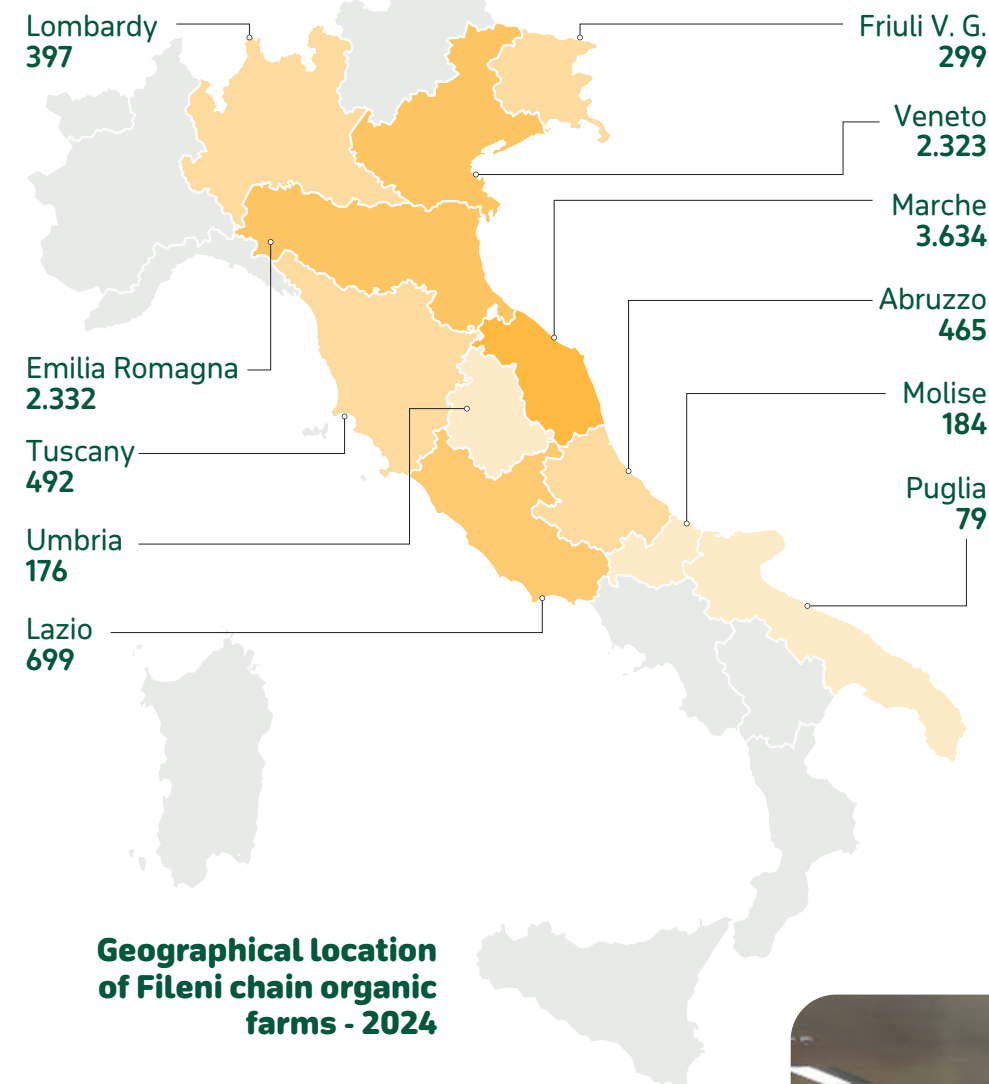 Lombardy
397
Friuli V. G.
299
Veneto
2.323
Marche
3.634
Abruzzo
465
Emilia Romagna
2.332
Molise
184
Tuscany
492
Puglia
79
Umbria
176
Lazio
699
Geographical location
of Fileni chain organic
farms - 2024